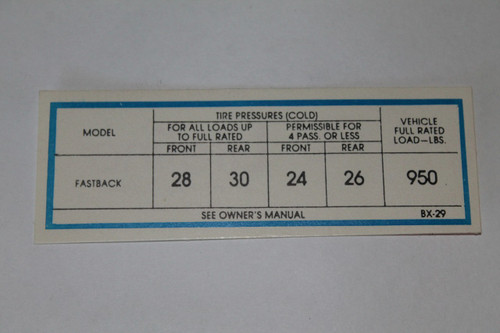 TIRE PRESSURES (COLD)
MODEL
FOR ALL LOADS UP
TO FULL RATED
PERMISSIBLE FOR
4 PASS. OR LESS
VEHICLE
FULL RATED
LOAD—LBS.
FRONT REAR FRONT REAR
FASTBACK 28 30 24 26 950
SEE OWNER'S MANUAL BX-29